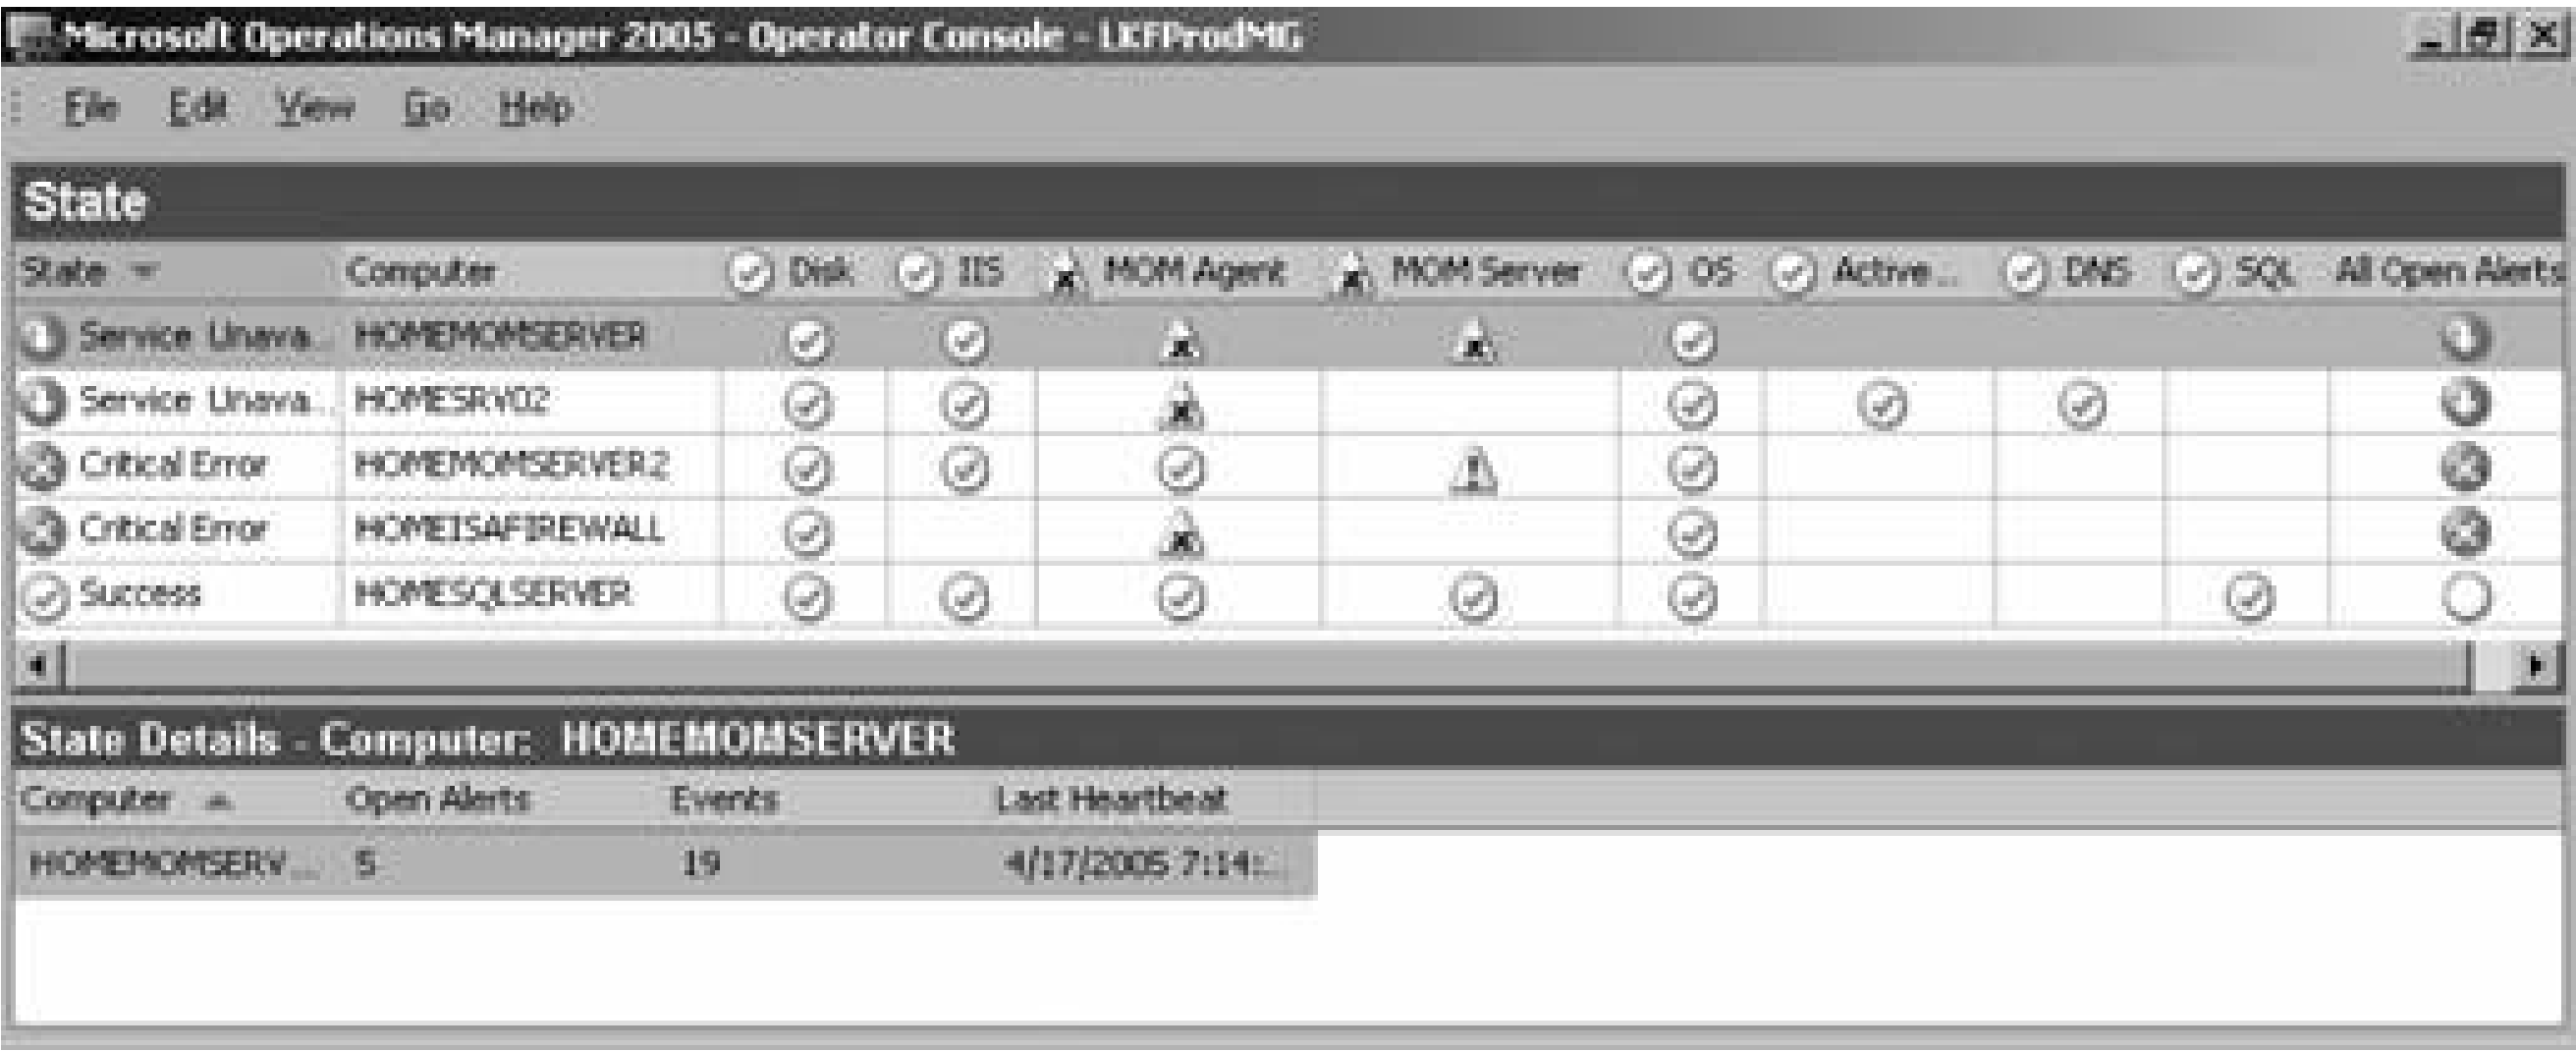 Microsoft Operations Manager 2005 - Operator Console - LKFProdMG
File Edit View Go Help
State
State Computer Disk IIS MOM Agent MOM Server OS Active... DNS SQL All Open Alerts
Service Unava... HOMEMOMSERVER
Service Unava... HOMESRV02
Critical Error HOMEMOMSERVER2
Critical Error HOMEISAFIREWALL
Success HOMESQLSERVER
State Details - Computer: HOMEMOMSERVER
Computer Open Alerts Events Last Heartbeat
HOMEMOMSERV... 5 19 4/17/2005 7:14:...